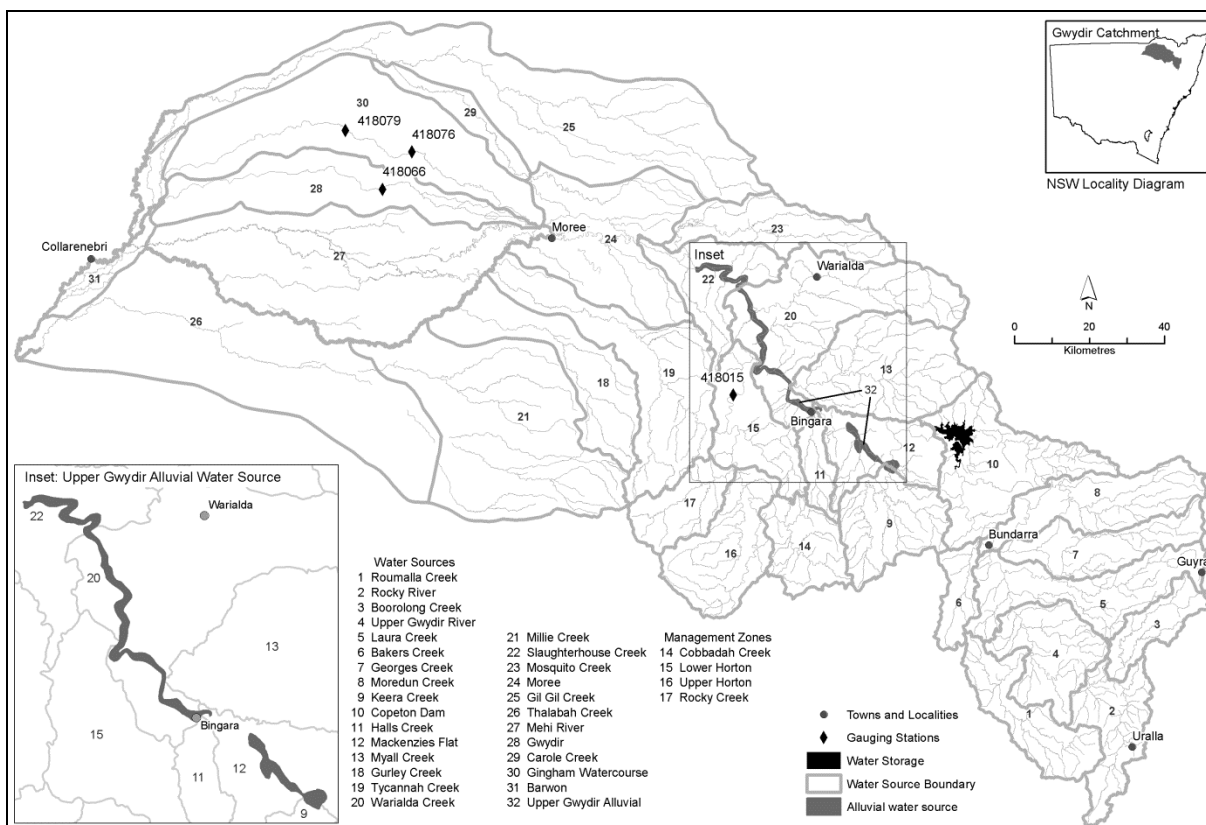 Gwydir Catchment
NSW Locality Diagram
30
418079
29
418076
25
418066
28
Moree
Collarenebri
27
24
23
31
Inset
22
Warialda
N
26
20
0 20 40
Kilometres
13
418015
19
18
32
21
Bingara
15
12
10
11
8
17
9
Bundarra
16
14
7
Guyra
6
5
3
4
2
1
Uralla
Inset: Upper Gwydir Alluvial Water Source
22
Warialda
20
13
Bingara
15
12
11
9
Water Sources
1 Roumalla Creek
2 Rocky River
3 Boorolong Creek
4 Upper Gwydir River
5 Laura Creek
6 Bakers Creek
7 Georges Creek
8 Moredun Creek
9 Keera Creek
10 Copeton Dam
11 Halls Creek
12 Mackenzies Flat
13 Myall Creek
18 Gurley Creek
19 Tycannah Creek
20 Warialda Creek
21 Millie Creek
22 Slaughterhouse Creek
23 Mosquito Creek
24 Moree
25 Gil Gil Creek
26 Thalabah Creek
27 Mehi River
28 Gwydir
29 Carole Creek
30 Gingham Watercourse
31 Barwon
32 Upper Gwydir Alluvial
Management Zones
14 Cobbadah Creek
15 Lower Horton
16 Upper Horton
17 Rocky Creek
Towns and Localities
Gauging Stations
Water Storage
Water Source Boundary
Alluvial water source